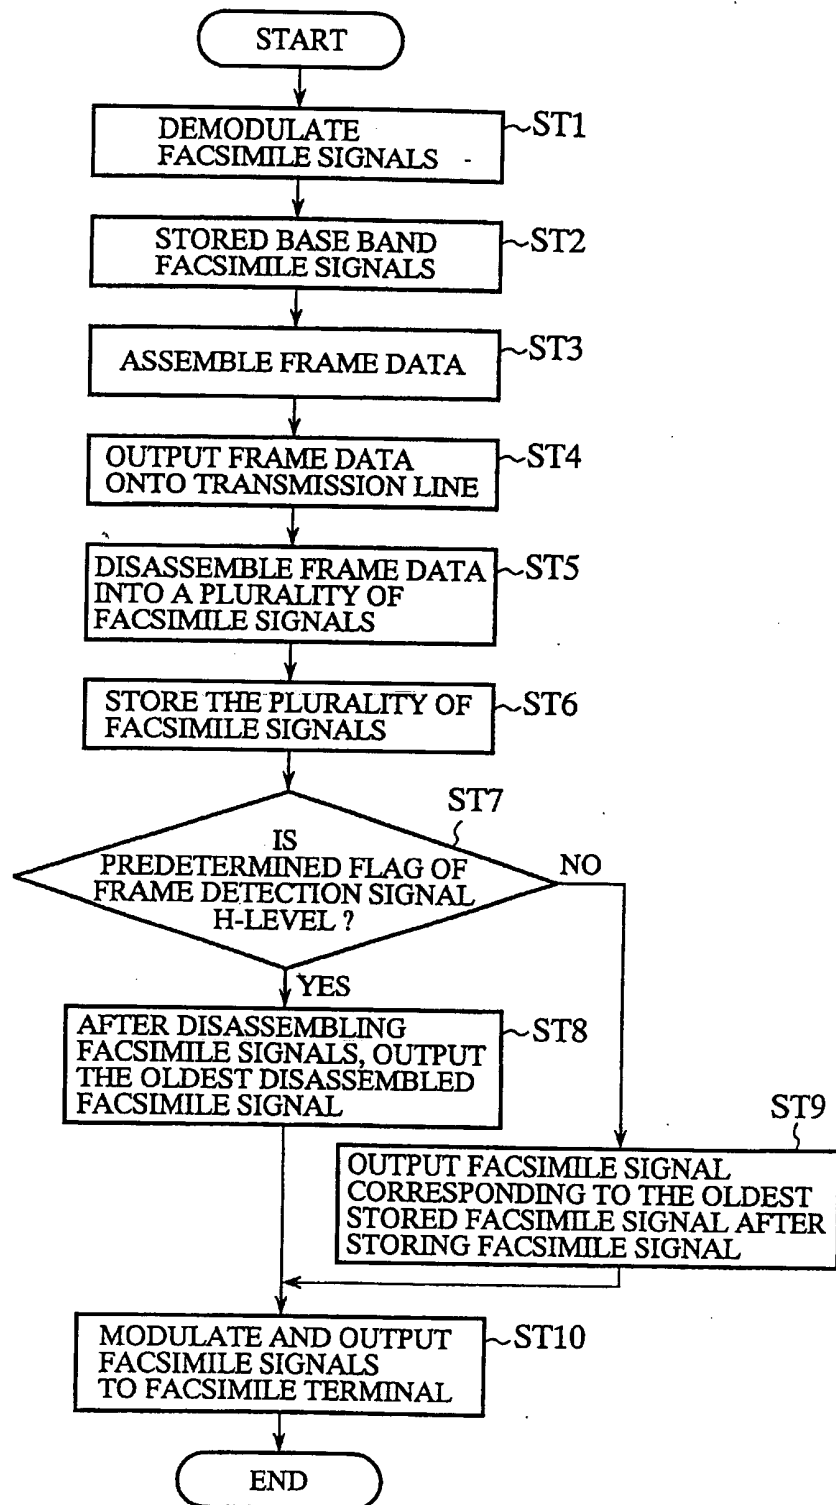 START
DEMODULATE
FACSIMILE SIGNALS
ST1
STORED BASE BAND
FACSIMILE SIGNALS
ST2
ASSEMBLE FRAME DATA
ST3
OUTPUT FRAME DATA
ONTO TRANSMISSION LINE
ST4
DISASSEMBLE FRAME DATA
INTO A PLURALITY OF
FACSIMILE SIGNALS
ST5
STORE THE PLURALITY OF
FACSIMILE SIGNALS
ST6
ST7
IS
PREDETERMINED FLAG OF
FRAME DETECTION SIGNAL
H-LEVEL ?
NO
YES
AFTER DISASSEMBLING
FACSIMILE SIGNALS, OUTPUT
THE OLDEST DISASSEMBLED
FACSIMILE SIGNAL
ST8
ST9
OUTPUT FACSIMILE SIGNAL
CORRESPONDING TO THE OLDEST
STORED FACSIMILE SIGNAL AFTER
STORING FACSIMILE SIGNAL
MODULATE AND OUTPUT
FACSIMILE SIGNALS
TO FACSIMILE TERMINAL
ST10
END